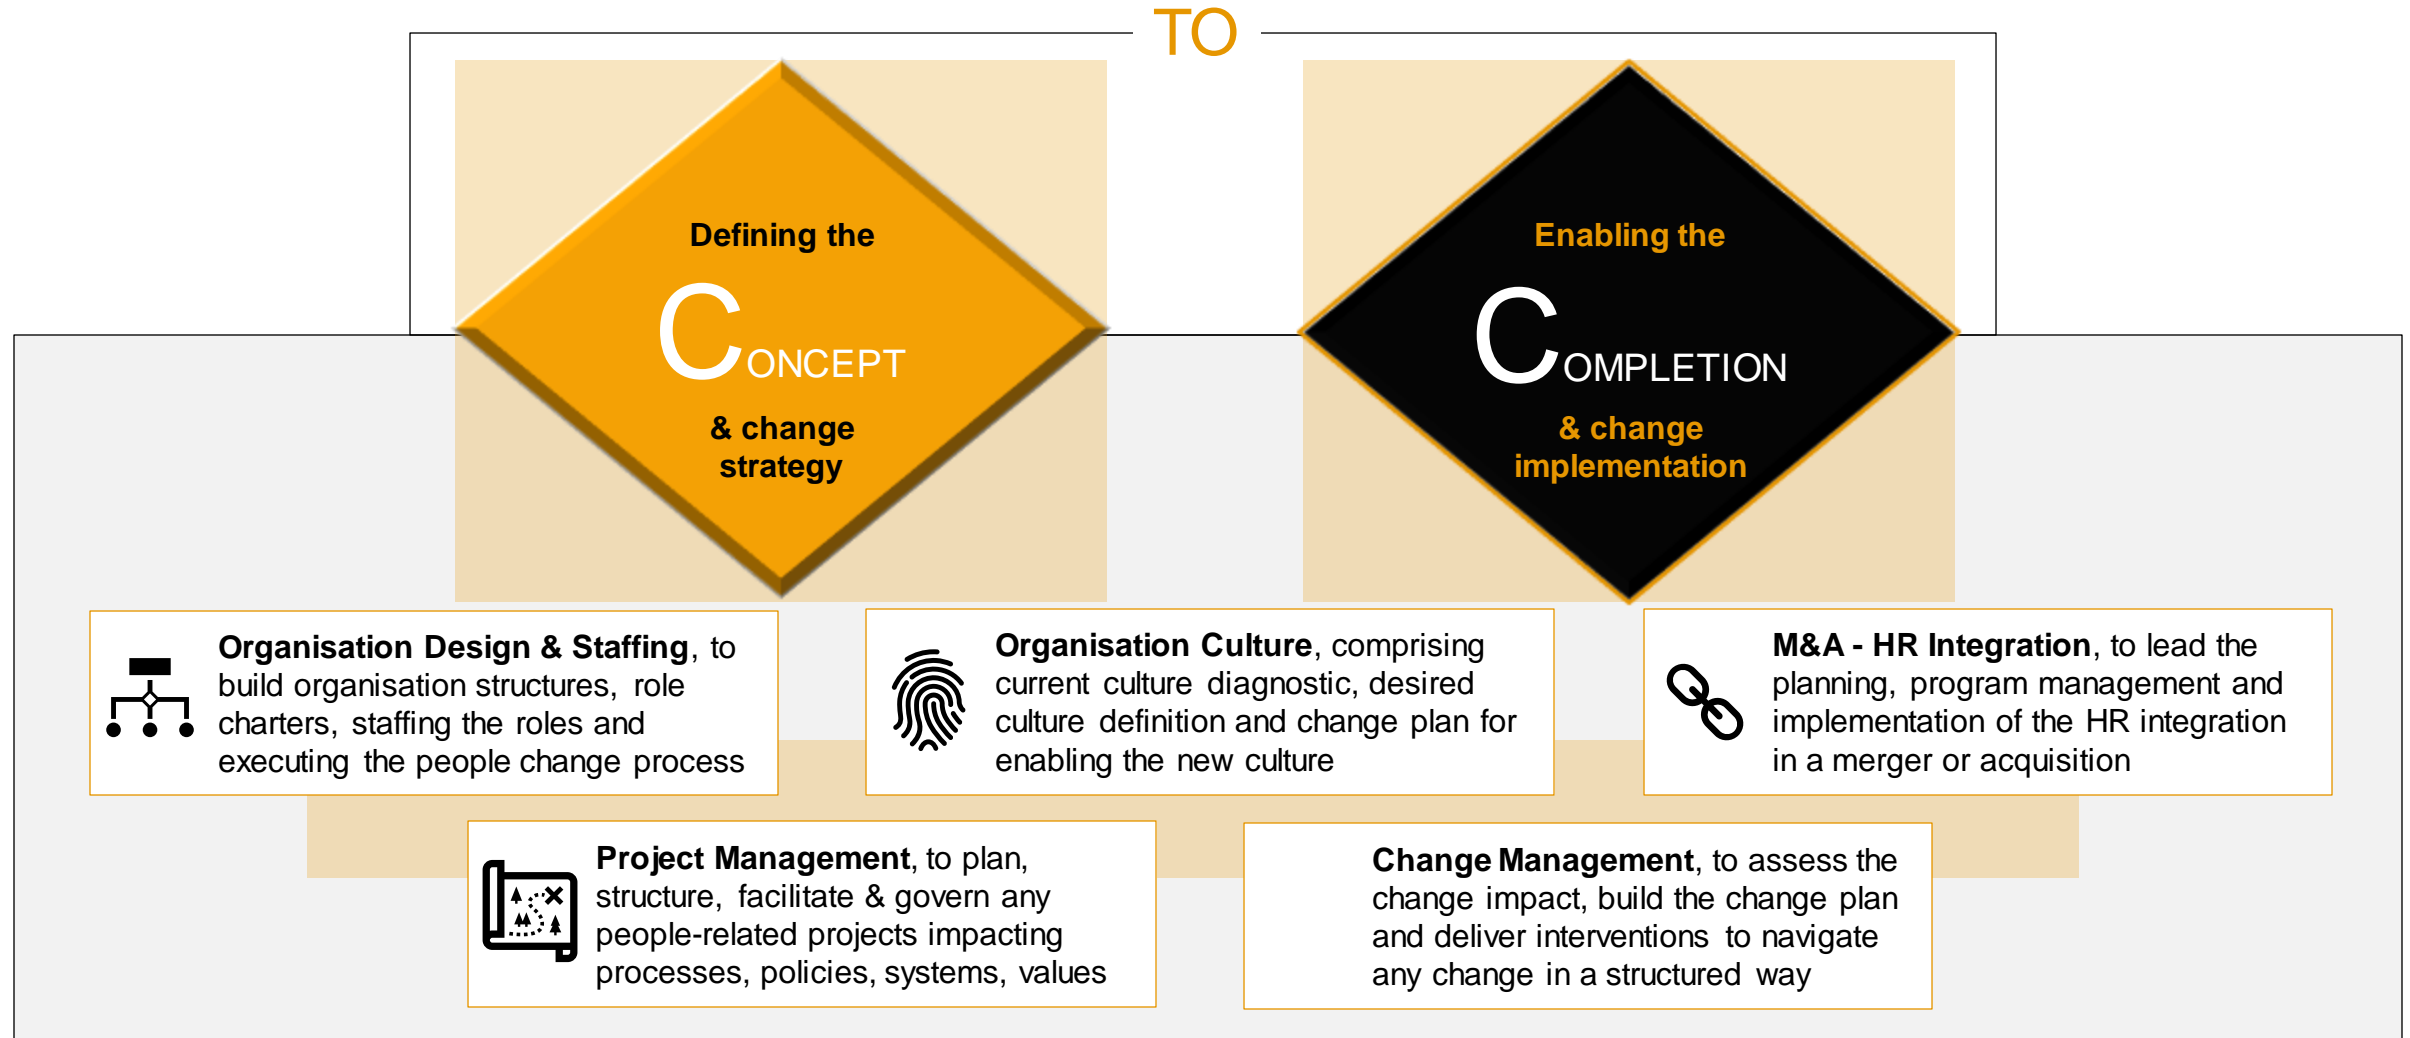 TO
Defining the
CONCEPT
& change
strategy
Enabling the
COMPLETION
& change
implementation
Organisation Design & Staffing, to
build organisation structures, role
charters, staffing the roles and
executing the people change process
Organisation Culture, comprising
current culture diagnostic, desired
culture definition and change plan for
enabling the new culture
M&A - HR Integration, to lead the
planning, program management and
implementation of the HR integration
in a merger or acquisition
Project Management, to plan,
structure, facilitate & govern any
people-related projects impacting
processes, policies, systems, values
Change Management, to assess the
change impact, build the change plan
and deliver interventions to navigate
any change in a structured way